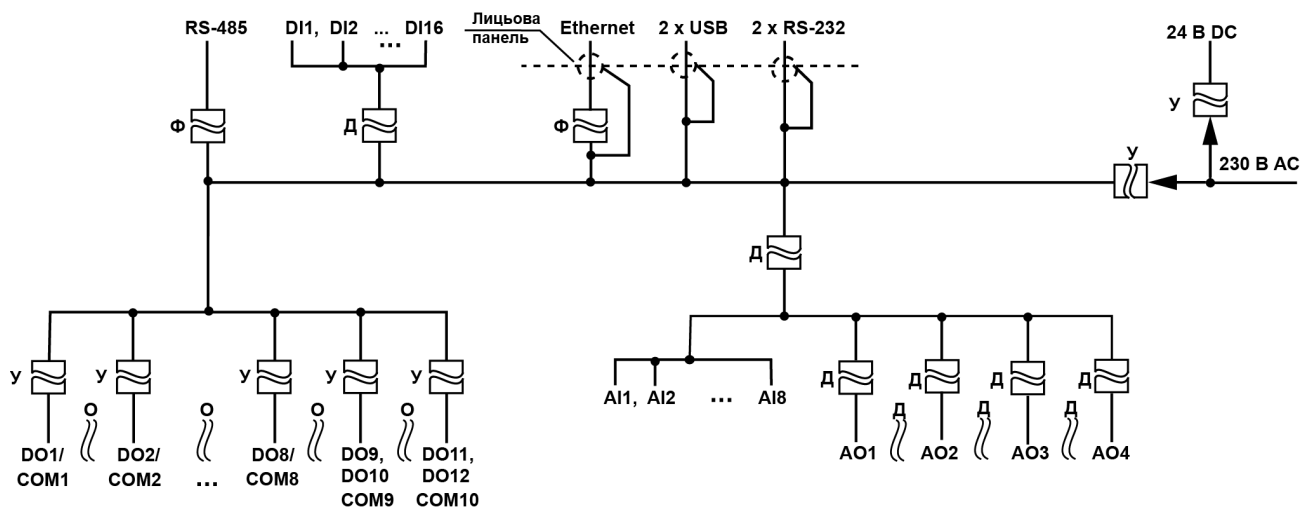 RS-485
DI1, DI2 ... DI16
...
Лицьова
панель
Ethernet
2 x USB
2 x RS-232
24 В DC
Ф
Д
Ф
У
У
230 В AC
Д
У
У
У
У
У
О
О
О
О
DO1/
COM1
DO2/
COM2
...
DO8/
COM8
DO9,
DO10
COM9
DO11,
DO12
COM10
AI1, AI2 ... AI8
Д
Д
Д
Д
Д
Д
Д
AO1
AO2
AO3
AO4